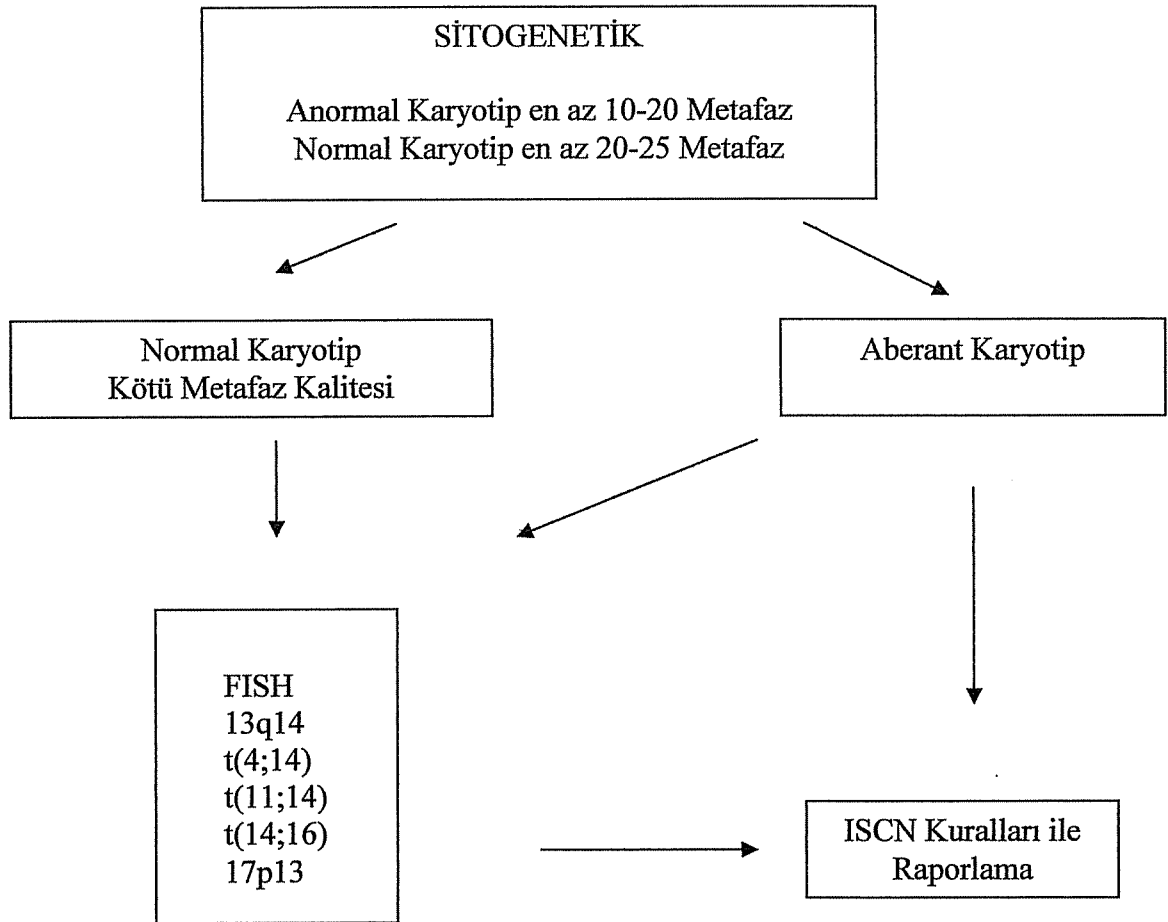 SİTOGENETİK
Anormal Karyotip en az 10-20 Metafaz
Normal Karyotip en az 20-25 Metafaz
Normal Karyotip
Kötü Metafaz Kalitesi
Aberant Karyotip
FISH
13q14
t(4;14)
t(11;14)
t(14;16)
17p13
ISCN Kuralları ile
Raporlama